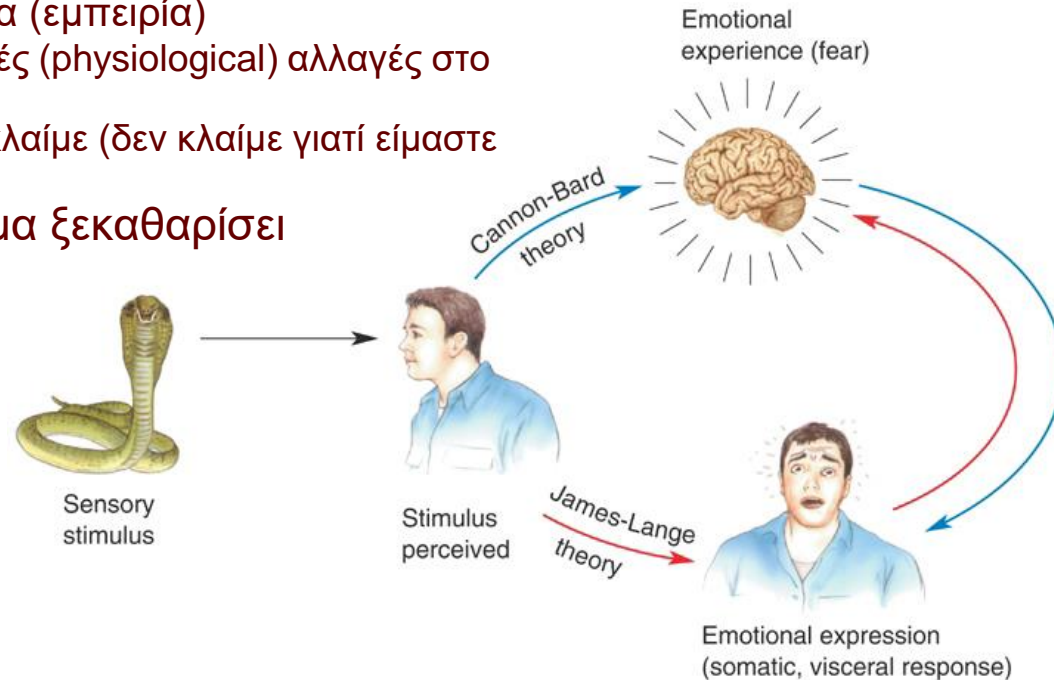 α (εμπειρία)
ές (physiological) αλλαγές στο
λαίμε (δεν κλαίμε γιατί είμαστε
μα ξεκαθαρίσει
Emotional
experience (fear)
Cannon-Bard
theory
Sensory
stimulus
Stimulus
perceived
James-Lange
theory
Emotional expression
(somatic, visceral response)